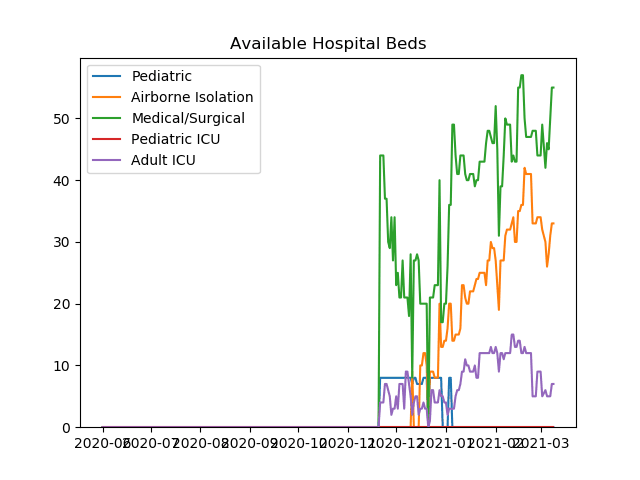 Available Hospital Beds
Pediatric
Airborne Isolation
Medical/Surgical
Pediatric ICU
Adult ICU
50
40
30
20
10
0
2020-06 2020-07 2020-08 2020-09 2020-10 2020-11 2020-12 2021-01 2021-02 2021-03